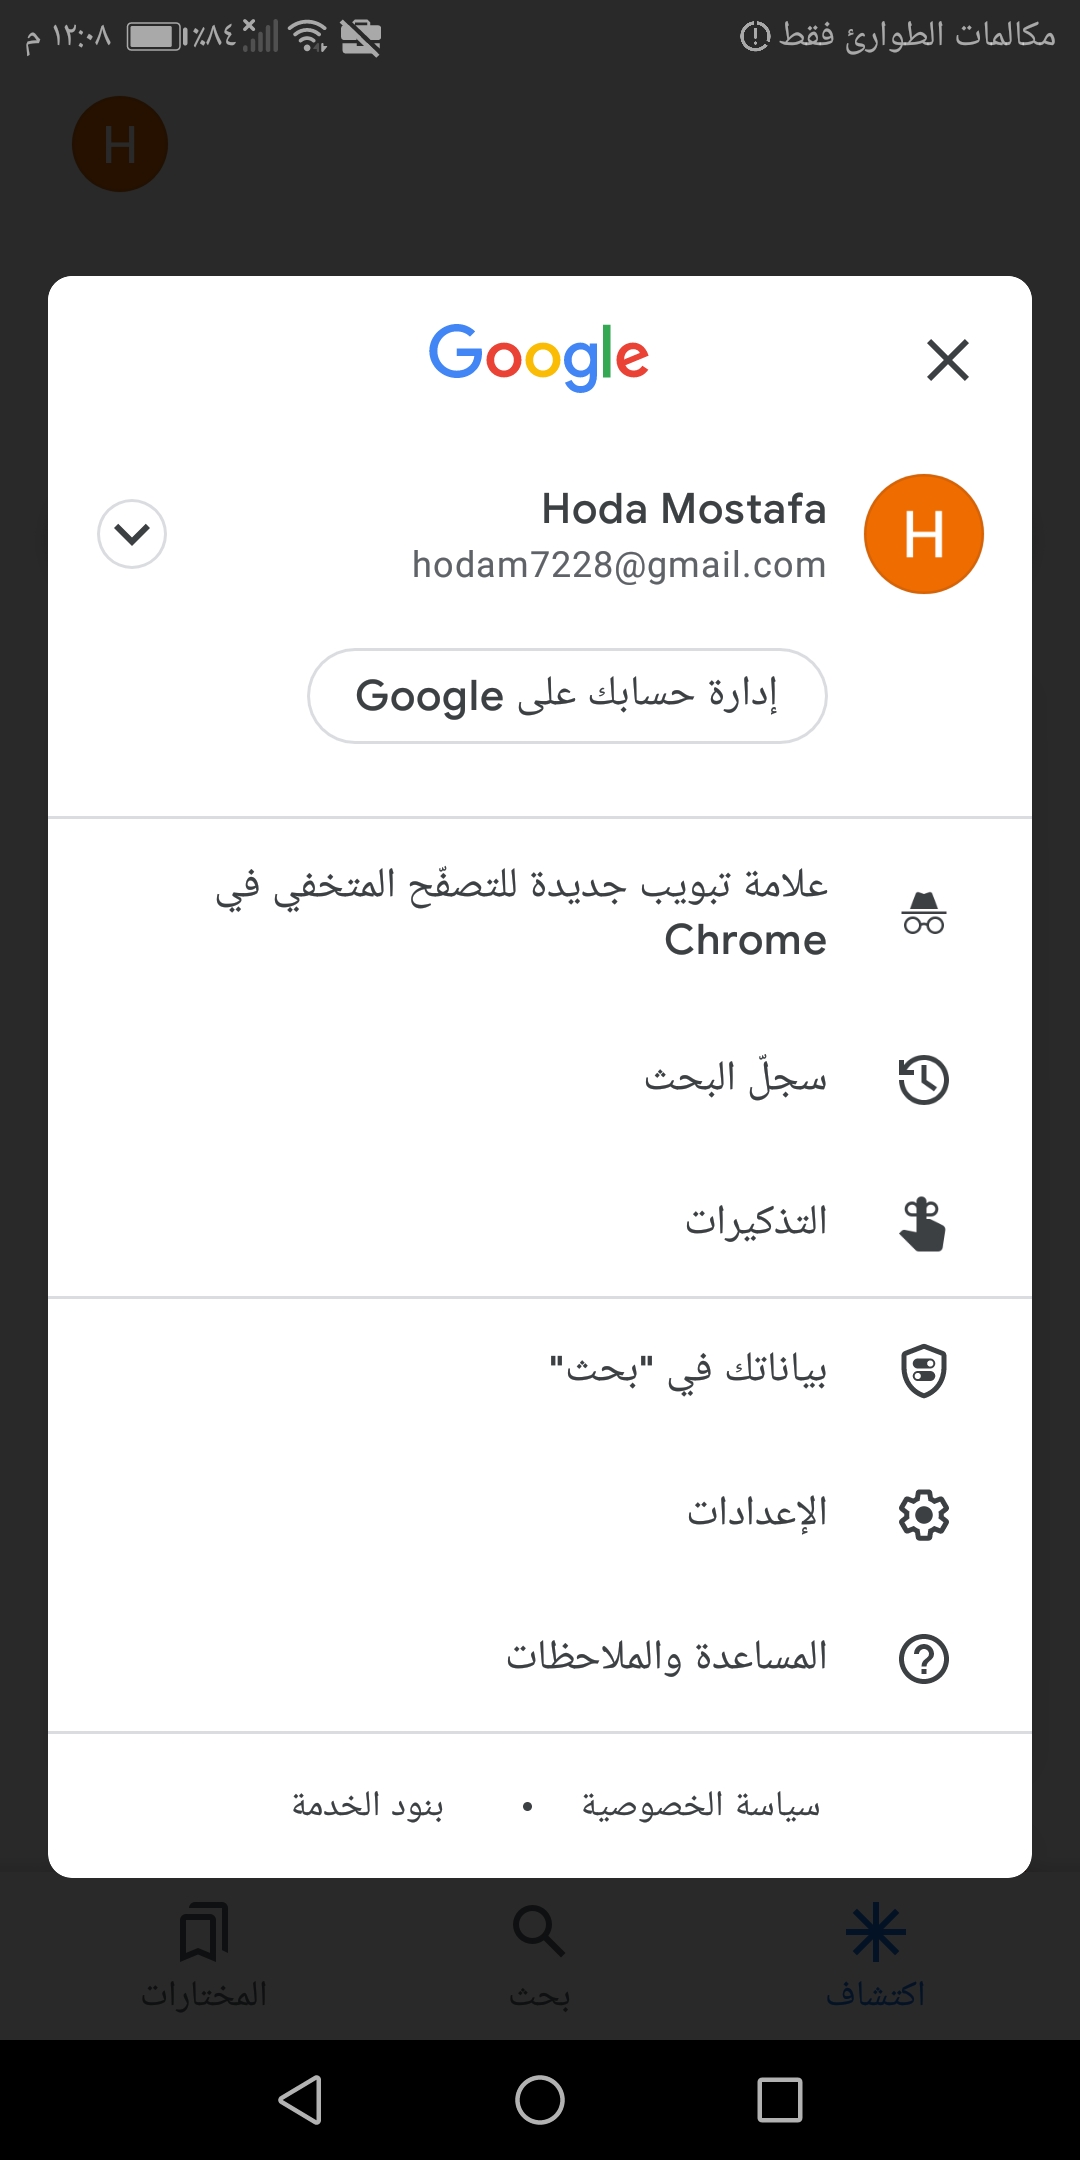 مكالمات الطوارئ فقط
٪٨٤ ١٢:٠٨ م
H
Google
Hoda Mostafa
H
hodam7228@gmail.com
إدارة حسابك على Google
علامة تبويب جديدة للتصفّح المتخفي في
Chrome
سجلّ البحث
التذكيرات
بياناتك في "بحث"
الإعدادات
المساعدة والملاحظات
سياسة الخصوصية • بنود الخدمة
اكتشاف
بحث
المختارات